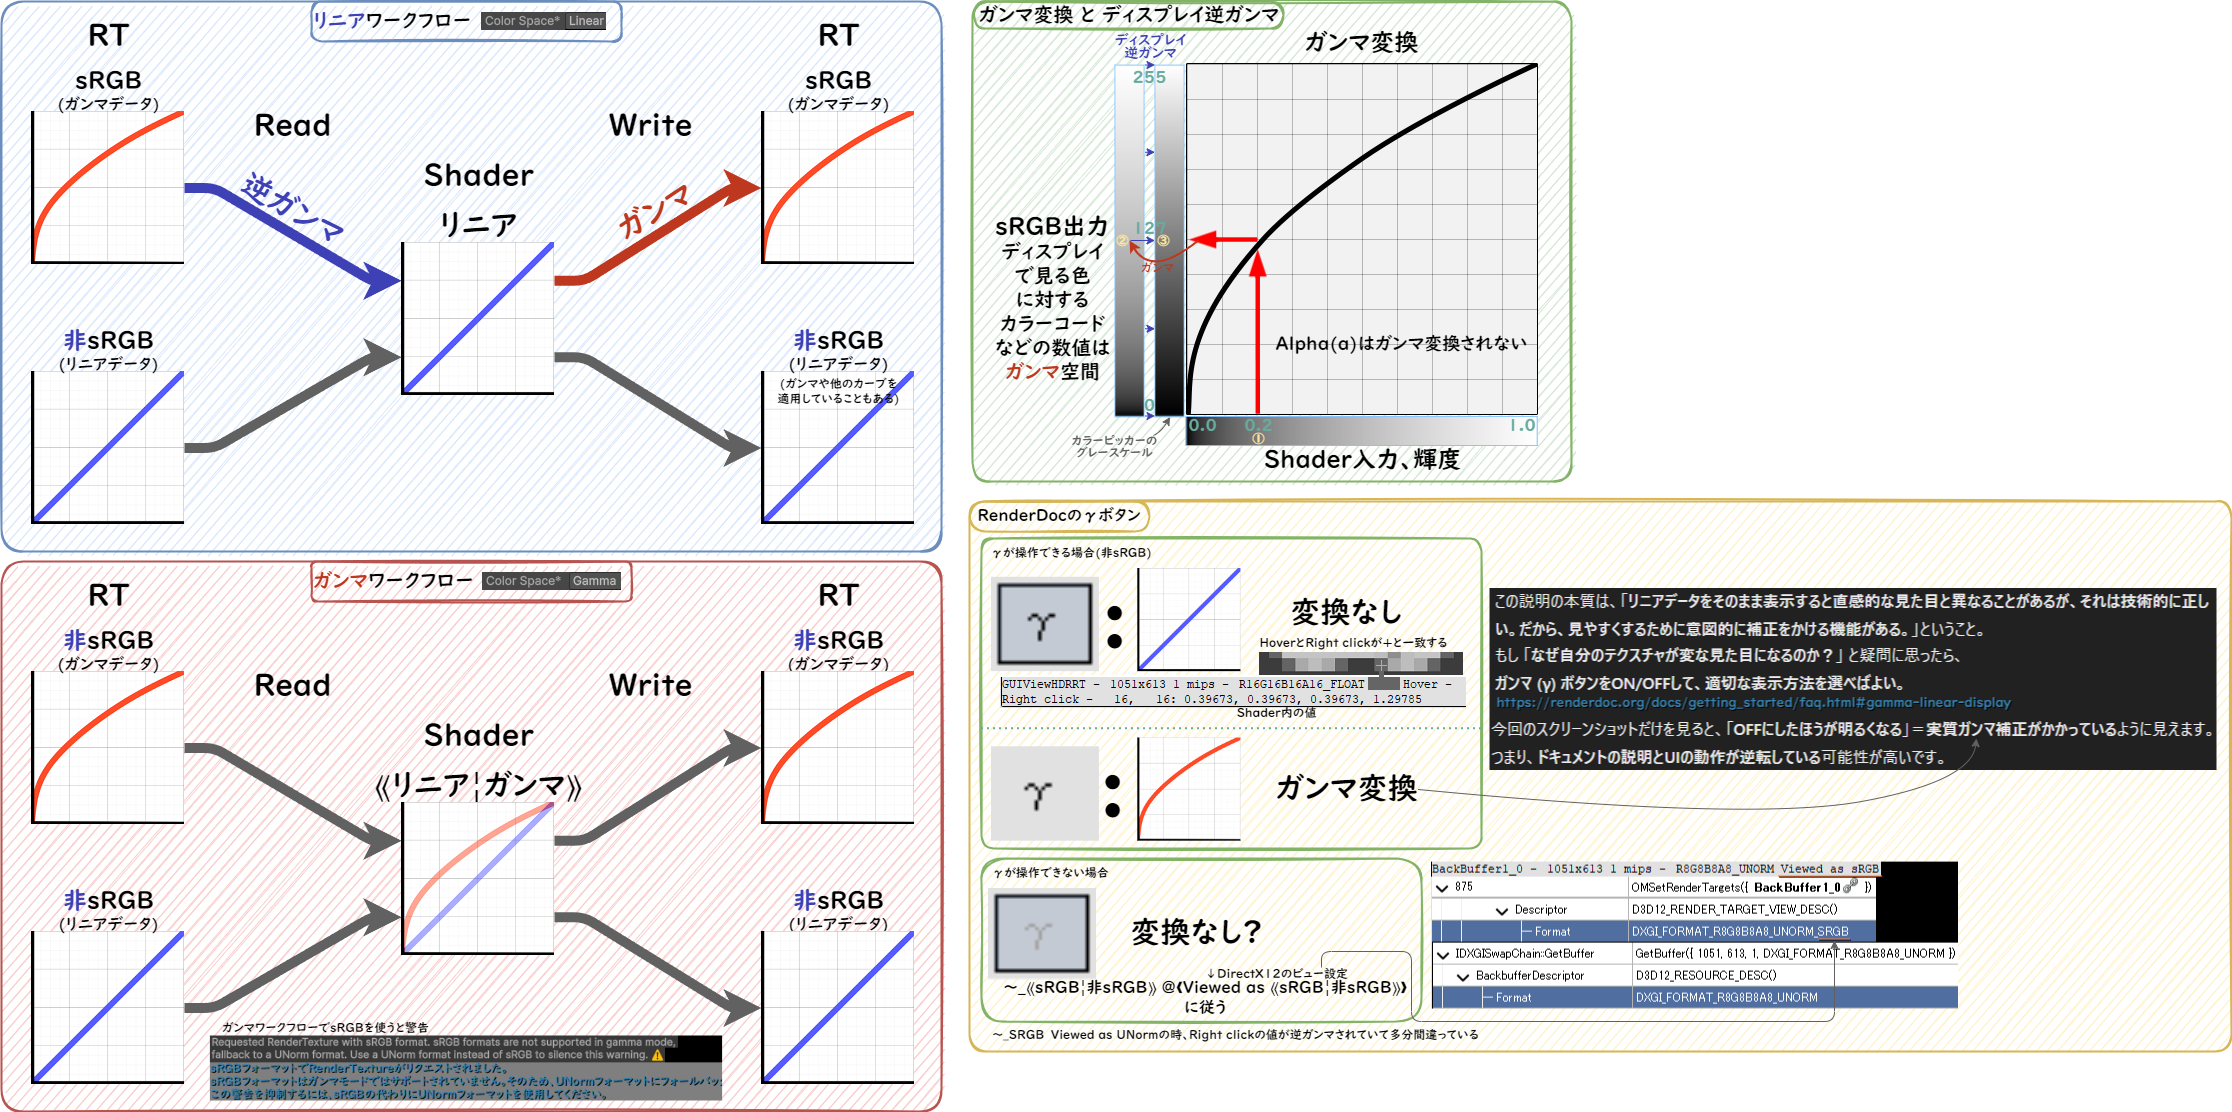 リニアワークフロー Color Space* Linear
RT
sRGB
(ガンマデータ)
Read
逆ガンマ
Shader
リニア
Write
ガンマ
RT
sRGB
(ガンマデータ)
非sRGB
(リニアデータ)
非sRGB
(リニアデータ)
(ガンマや他のカーブを
適用していることもある)
ガンマワークフロー Color Space* Gamma
RT
非sRGB
(ガンマデータ)
Read
Shader
《リニア¦ガンマ》
Write
RT
非sRGB
(ガンマデータ)
非sRGB
(リニアデータ)
非sRGB
(リニアデータ)
ガンマワークフローでsRGBを使うと警告
Requested RenderTexture with sRGB format. sRGB formats are not supported in gamma mode,
fallback to a UNorm format. Use a UNorm format instead of sRGB to silence this warning. ⚠
sRGBフォーマットでRenderTextureがリクエストされました。
sRGBフォーマットはガンマモードではサポートされていません。そのため、UNormフォーマットにフォールバッ
この警告を抑制するには、sRGBの代わりにUNormフォーマットを使用してください。
ガンマ変換 と ディスプレイ逆ガンマ
ディスプレイ
逆ガンマ
ガンマ変換
255
127
② ③
ガンマ
0
sRGB出力
ディスプレイ
で見る色
に対する
カラーコード
などの数値は
ガンマ空間
Alpha(α)はガンマ変換されない
カラーピッカーの
グレースケール
0.0 0.2 1.0
①
Shader入力、輝度
RenderDocのγボタン
γが操作できる場合(非sRGB)
γ :
変換なし
HoverとRight clickが+と一致する
GUIViewHDRRT - 1051x613 1 mips - R16G16B16A16_FLOAT Hover -
Right click - 16, 16: 0.39673, 0.39673, 0.39673, 1.29785
Shader内の値
γ :
ガンマ変換
この説明の本質は、「リニアデータをそのまま表示すると直感的な見た目と異なることがあるが、それは技術的に正し
い。だから、見やすくするために意図的に補正をかける機能がある。」ということ。
もし「なぜ自分のテクスチャが変な見た目になるのか？」と疑問に思ったら、
ガンマ (γ) ボタンをON/OFFして、適切な表示方法を選べばよい。
https://renderdoc.org/docs/getting_started/faq.html#gamma-linear-display
今回のスクリーンショットだけを見ると、「OFFにしたほうが明るくなる」＝実質ガンマ補正がかかっているように見えます。
つまり、ドキュメントの説明とUIの動作が逆転している可能性が高いです。
γが操作できない場合
γ
変換なし?
↓DirectX12のビュー設定
～_《sRGB¦非sRGB》@《Viewed as 《sRGB¦非sRGB》》
に従う
～_SRGB Viewed as UNormの時、Right clickの値が逆ガンマされていて多分間違っている
BackBuffer1_0 - 1051x613 1 mips - R8G8B8A8_UNORM Viewed as sRGB
875 OMSetRenderTargets({ BackBuffer1_0 })
Descriptor D3D12_RENDER_TARGET_VIEW_DESC()
Format DXGI_FORMAT_R8G8B8A8_UNORM_SRGB
IDXGISwapChain::GetBuffer GetBuffer({ 1051, 613, 1, DXGI_FORMAT_R8G8B8A8_UNORM })
BackbufferDescriptor D3D12_RESOURCE_DESC()
Format DXGI_FORMAT_R8G8B8A8_UNORM